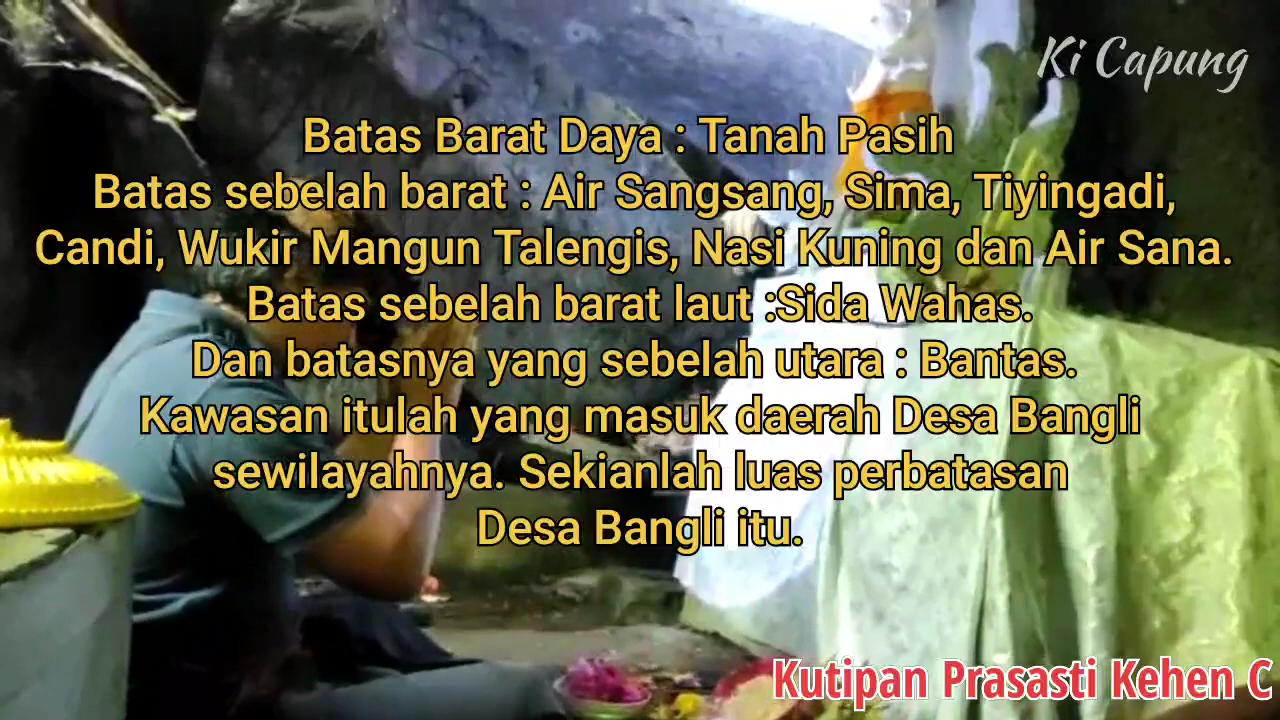 Ki Capung
Batas Barat Daya : Tanah Pasih
Batas sebelah barat : Air Sangsang, Sima, Tiyingadi,
Candi, Wukir Mangun Talengis, Nasi Kuning dan Air Sana.
Batas sebelah barat laut :Sida Wahas.
Dan batasnya yang sebelah utara : Bantas.
Kawasan itulah yang masuk daerah Desa Bangli
sewilayahnya. Sekianlah luas perbatasan
Desa Bangli itu.
Kutipan Prasasti Kehen C